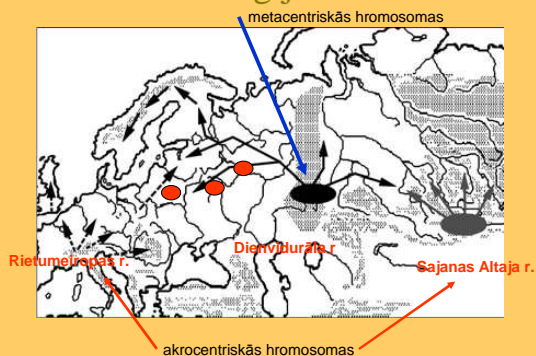 metacentriskās hromosomas
Rietumeiropas r.
Dienvidurāla r
Sajanas Altaja r.
akrocentriskās hromosomas